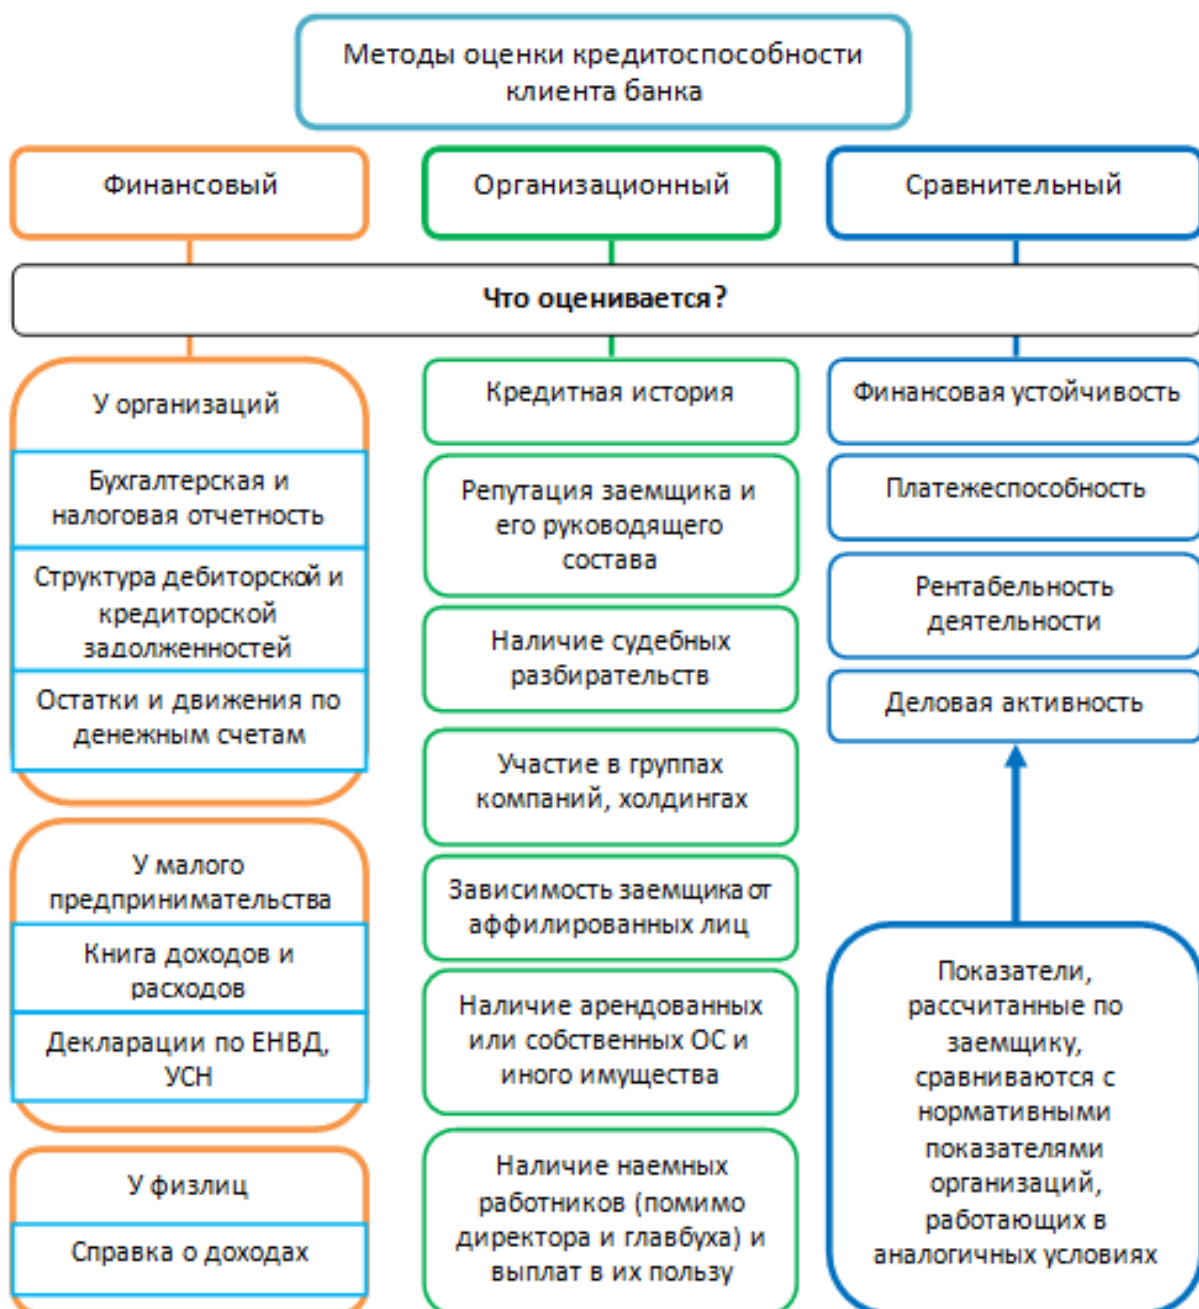 Методы оценки кредитоспособности
клиента банка
Финансовый
Организационный
Сравнительный
Что оценивается?
У организаций
Бухгалтерская и
налоговая отчетность
Структура дебиторской и
кредиторской
задолженностей
Остатки и движения по
денежным счетам
У малого
предпринимательства
Книга доходов и
расходов
Декларации по ЕНВД,
УСН
У физлиц
Справка о доходах
Кредитная история
Репутация заемщика и
его руководящего
состава
Наличие судебных
разбирательств
Участие в группах
компаний, холдингах
Зависимость заемщика от
аффилированных лиц
Наличие арендованных
или собственных ОС и
иного имущества
Наличие наемных
работников (помимо
директора и главбуха) и
выплат в их пользу
Финансовая устойчивость
Платежеспособность
Рентабельность
деятельности
Деловая активность
Показатели,
рассчитанные по
заемщику,
сравниваются с
нормативными
показателями
организаций,
работающих в
аналогичных условиях